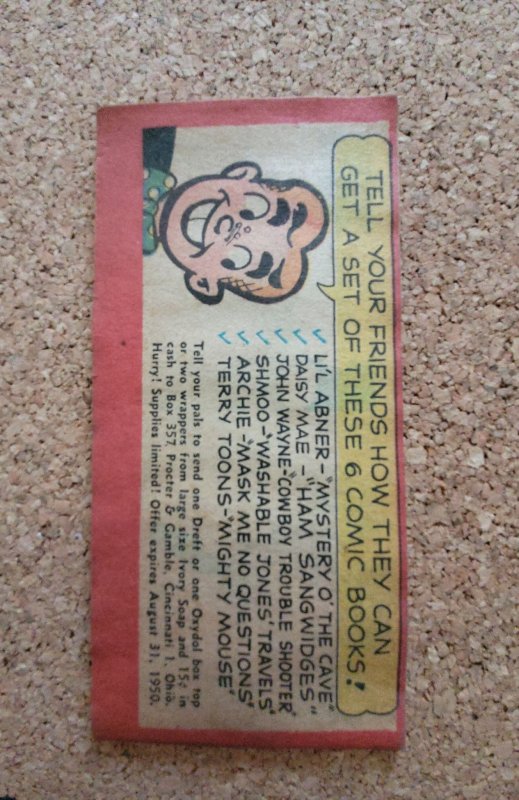 TELL YOUR FRIENDS HOW THEY CAN
GET A SET OF THESE 6 COMIC BOOKS!
LI'L ABNER - "MYSTERY O' THE CAVE"
DAISY MAE - "HAM SANGWIDGES"
JOHN WAYNE - "COWBOY TROUBLE SHOOTER"
SHMOO - "WASHABLE JONES' TRAVELS"
ARCHIE - "MASK ME NO QUESTIONS"
TERRY TOONS - "MIGHTY MOUSE"
Tell your pals to send one Dreft or one Oxydol box top
or two wrappers from large size Ivory Soap and 15¢ in
cash to Box 357, Procter & Gamble, Cincinnati 1, Ohio.
Hurry! Supplies limited! Offer expires August 31, 1950.